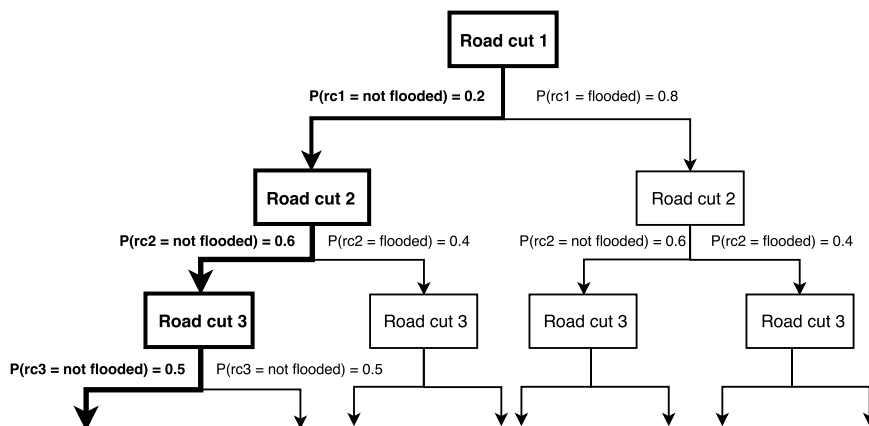 Road cut 1
P(rc1 = not flooded) = 0.2
P(rc1 = flooded) = 0.8
Road cut 2
Road cut 2
P(rc2 = not flooded) = 0.6
P(rc2 = flooded) = 0.4
P(rc2 = not flooded) = 0.6
P(rc2 = flooded) = 0.4
Road cut 3
Road cut 3
Road cut 3
Road cut 3
P(rc3 = not flooded) = 0.5
P(rc3 = flooded) = 0.5